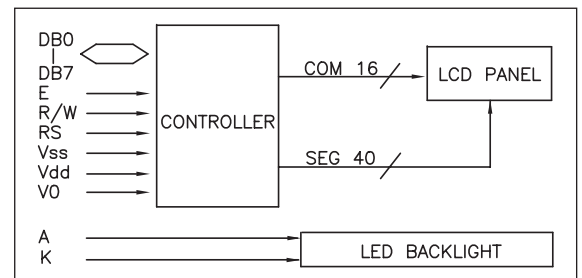 DB0
DB7
E
R/W
RS
Vss
Vdd
V0
CONTROLLER
COM 16
SEG 40
LCD PANEL
A
K
LED BACKLIGHT